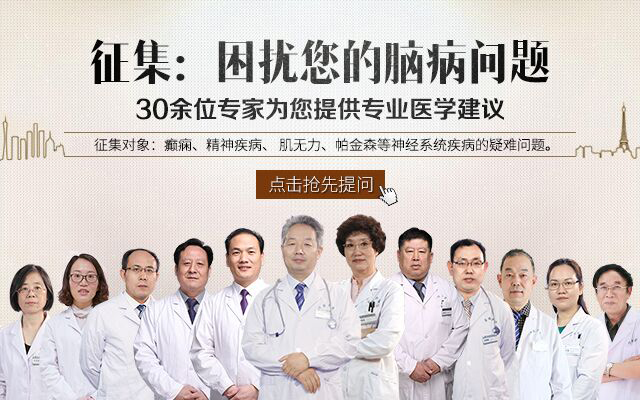 征集：困扰您的脑病问题
30余位专家为您提供专业医学建议
征集对象：癫痫、精神疾病、肌无力、帕金森等神经系统疾病的疑难问题。
点击抢先提问